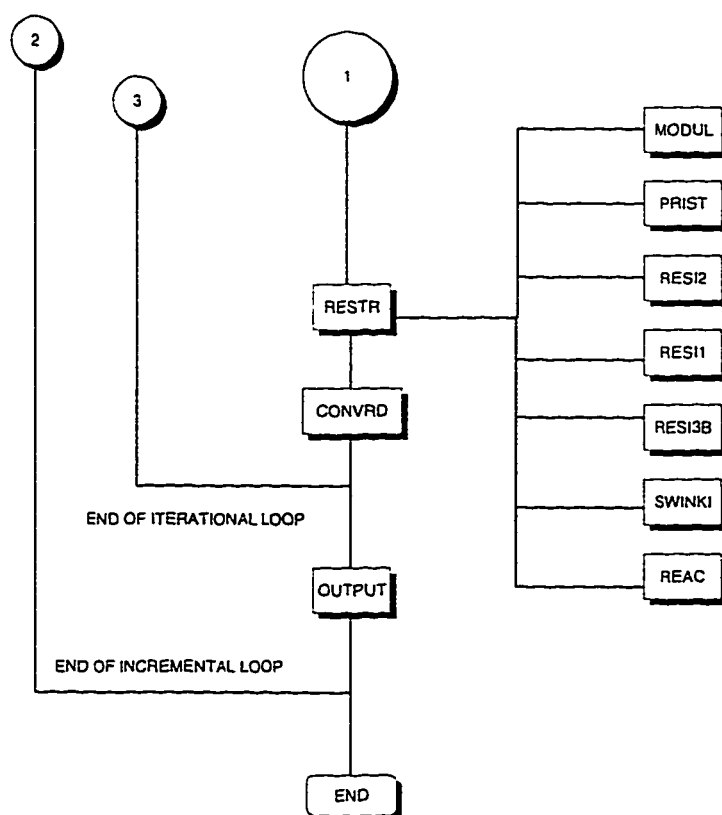 2
1
3
MODUL
PRIST
RESI2
RESTR
RESI1
CONVRD
RESI3B
SWINKI
END OF ITERATIONAL LOOP
OUTPUT
REAC
END OF INCREMENTAL LOOP
END